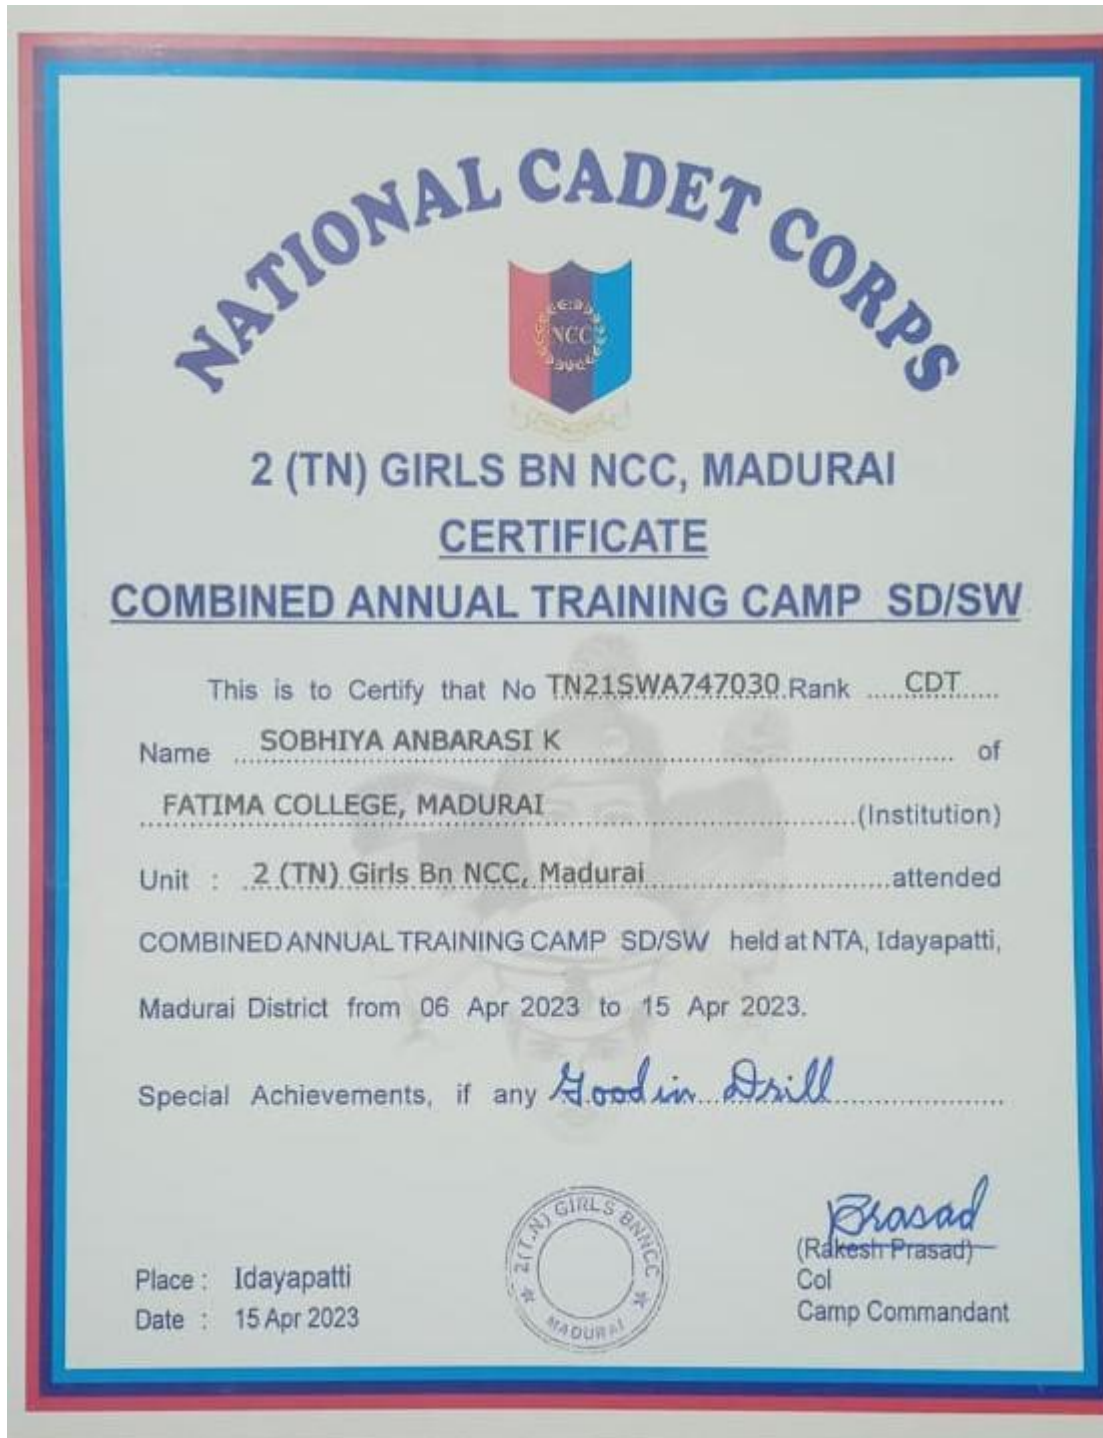 NATIONAL CADET CORPS
NCC
2 (TN) GIRLS BN NCC, MADURAI
CERTIFICATE
COMBINED ANNUAL TRAINING CAMP SD/SW
This is to Certify that No TN21SWA747030 Rank ..... CDT .....
Name SOBHIYA ANBARASI K of
FATIMA COLLEGE, MADURAI (Institution)
Unit : 2 (TN) Girls Bn NCC, Madurai attended
COMBINED ANNUAL TRAINING CAMP SD/SW held at NTA, Idayapatti,
Madurai District from 06 Apr 2023 to 15 Apr 2023.
Special Achievements, if any Good in Drill
2(T.N) GIRLS BNNCC
MADURAI
Prasad
(Rakesh Prasad)
Col
Camp Commandant
Place : Idayapatti
Date : 15 Apr 2023